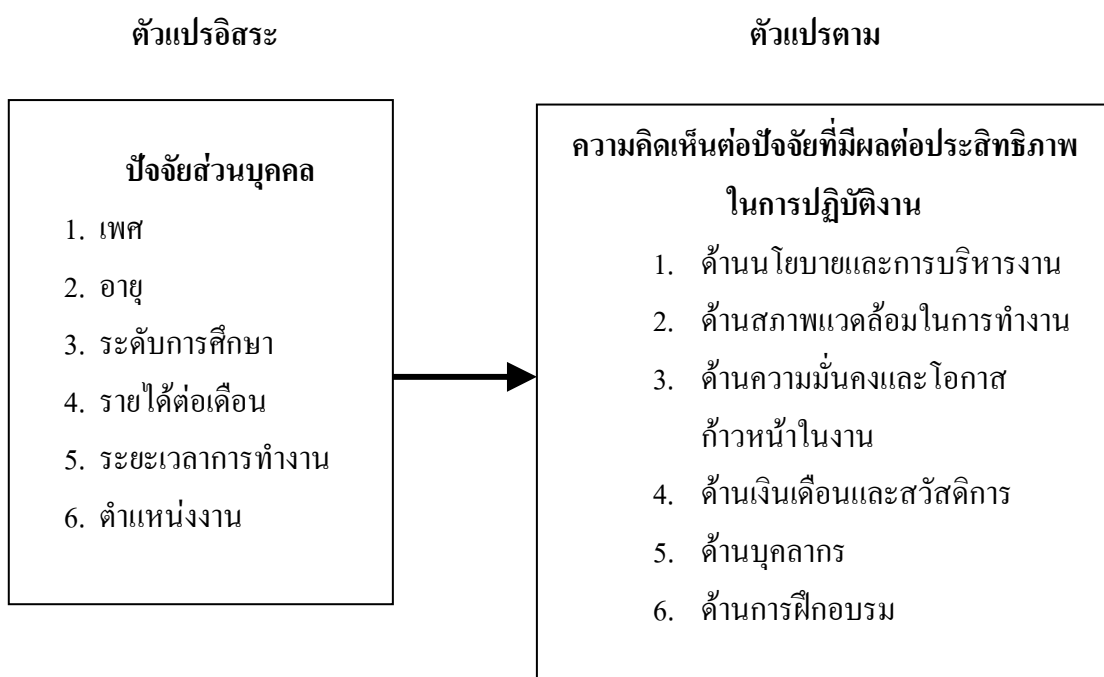 ตัวแปรอิสระ
ตัวแปรตาม
ปัจจัยส่วนบุคคล
1. เพศ
2. อายุ
3. ระดับการศึกษา
4. รายได้ต่อเดือน
5. ระยะเวลาการทำงาน
6. ตำแหน่งงาน
ความคิดเห็นต่อปัจจัยที่มีผลต่อประสิทธิภาพ
ในการปฏิบัติงาน
1. ด้านนโยบายและการบริหารงาน
2. ด้านสภาพแวดล้อมในการทำงาน
3. ด้านความมั่นคงและโอกาส
ก้าวหน้าในงาน
4. ด้านเงินเดือนและสวัสดิการ
5. ด้านบุคลากร
6. ด้านการฝึกอบรม